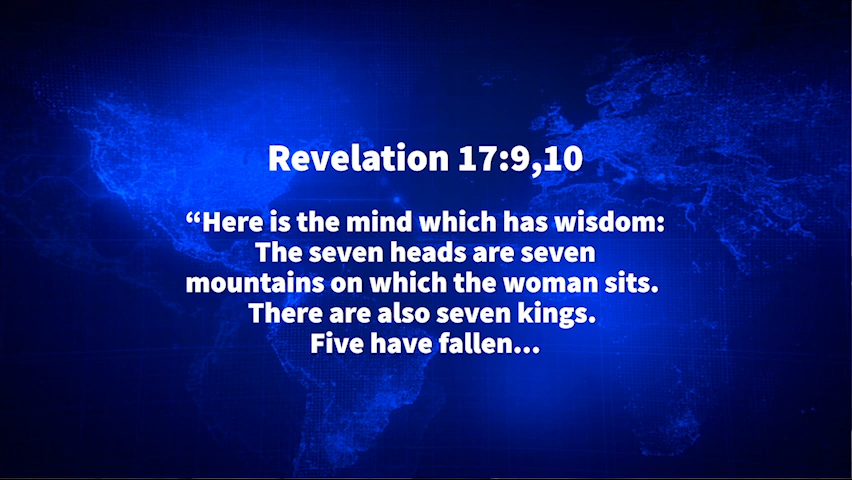 Revelation 17:9,10
“Here is the mind which has wisdom:
The seven heads are seven
mountains on which the woman sits.
There are also seven kings.
Five have fallen...